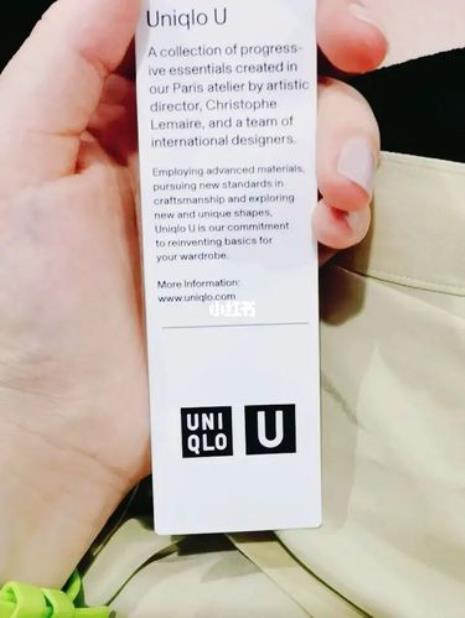 Uniqlo U
A collection of progress-
ive essentials created in
our Paris atelier by artistic
director, Christophe
Lemaire, and a team of
international designers.
Employing advanced materials,
pursuing new standards in
craftsmanship and exploring
new and unique shapes,
Uniqlo U is our commitment
to reinventing basics for
your wardrobe.
More Information:
www.uniqlo.com
小红书
UNI
QLO
U